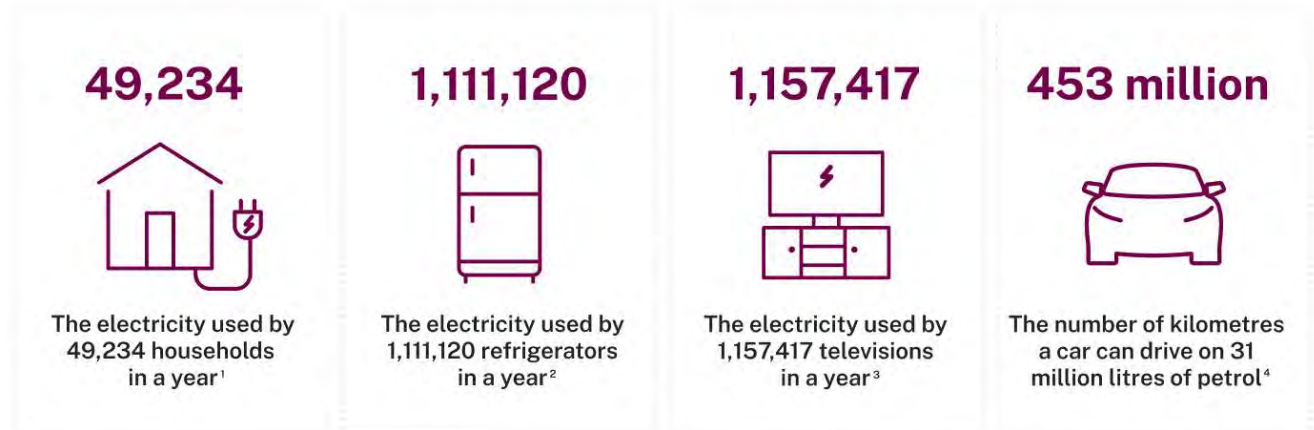 49,234
The electricity used by
49,234 households
in a year¹
1,111,120
The electricity used by
1,111,120 refrigerators
in a year²
1,157,417
The electricity used by
1,157,417 televisions
in a year³
453 million
The number of kilometres
a car can drive on 31
million litres of petrol⁴